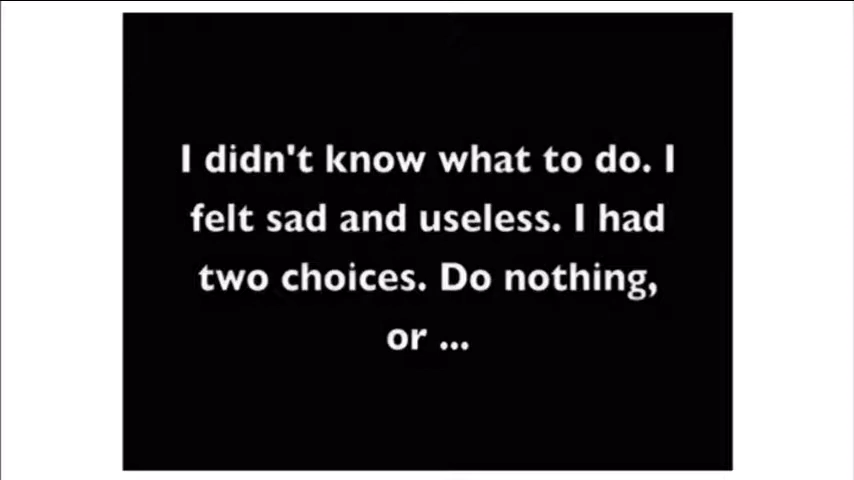 I didn't know what to do. I
felt sad and useless. I had
two choices. Do nothing,
or ...